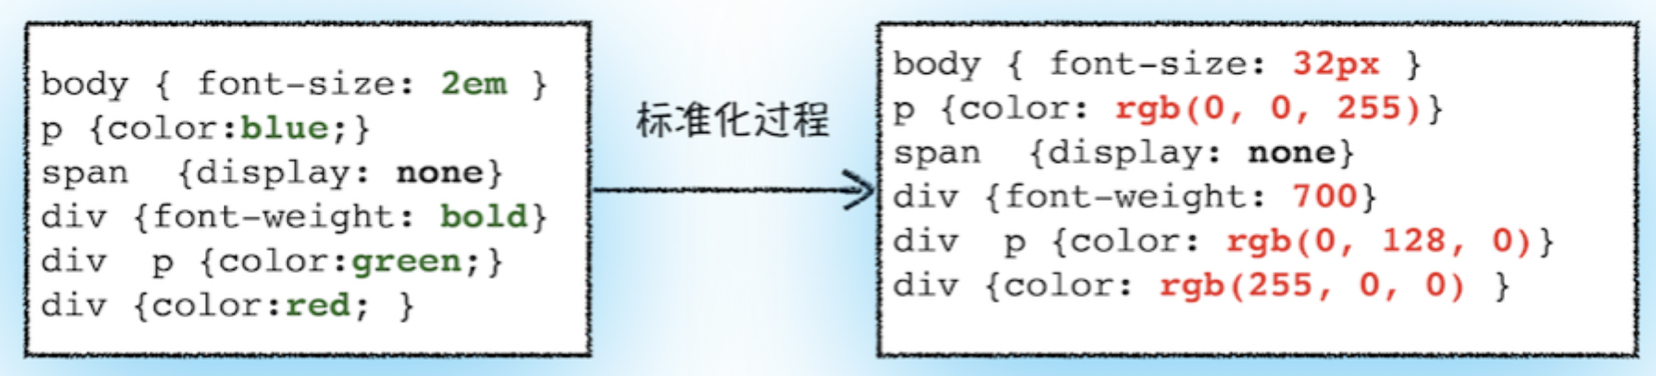 body { font-size: 2em }
p {color:blue;}
span  {display: none}
div {font-weight: bold}
div  p {color:green;}
div {color:red; }
标准化过程
body { font-size: 32px }
p {color: rgb(0, 0, 255)}
span  {display: none}
div {font-weight: 700}
div  p {color: rgb(0, 128, 0)}
div {color: rgb(255, 0, 0) }